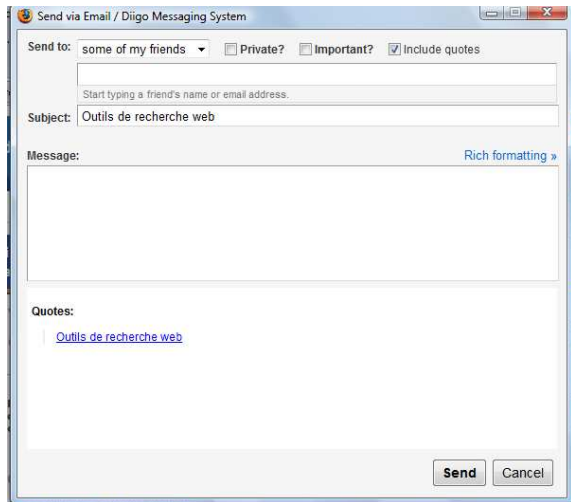 Send via Email / Diigo Messaging System
Send to: some of my friends Private? Important? Include quotes
Start typing a friend's name or email address.
Subject: Outils de recherche web
Message: Rich formatting »
Quotes:
Outils de recherche web
Send Cancel